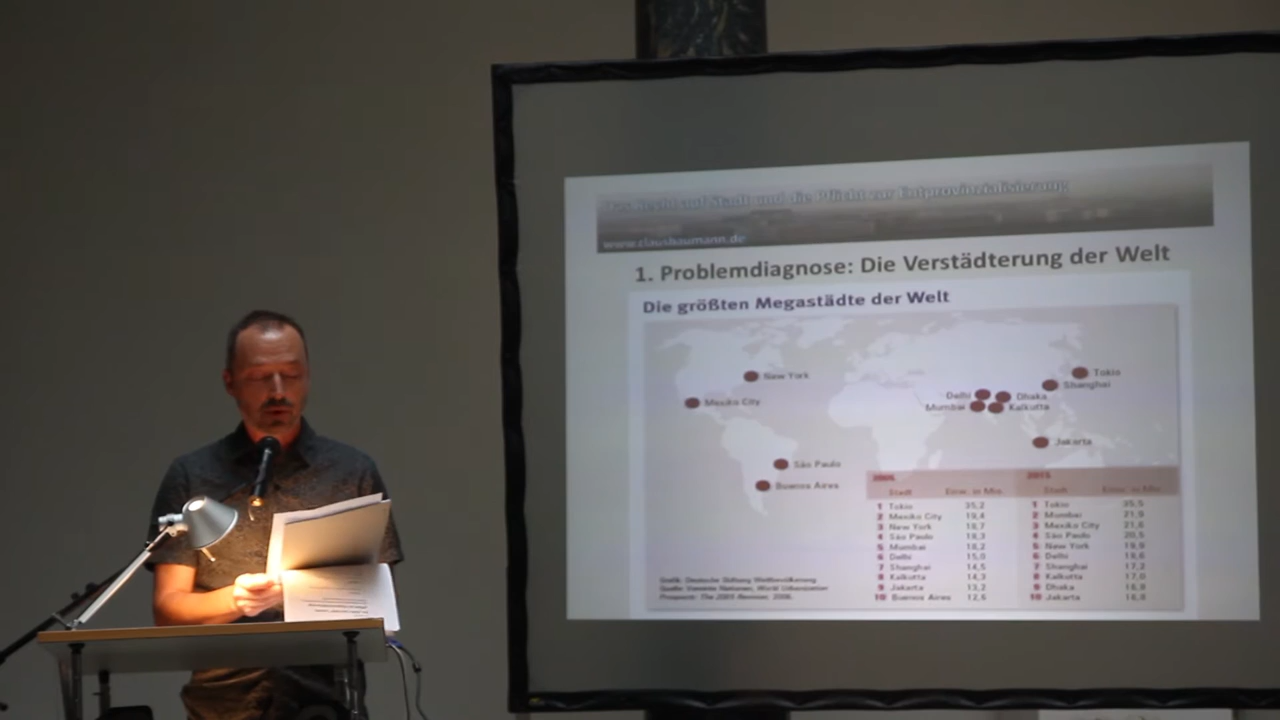 Das Recht auf Stadt und die Pflicht zur Entprovinzialisierung
www.clausbaumann.de
1. Problemdiagnose: Die Verstädterung der Welt
Die größten Megastädte der Welt
New York
Mexiko City
São Paulo
Buenos Aires
Delhi
Mumbai
Dhaka
Kalkutta
Tokio
Shanghai
Jakarta
2005
Stadt Einw. in Mio.
1 Tokio 35,2
2 Mexiko City 19,4
3 New York 18,7
4 São Paulo 18,3
5 Mumbai 18,2
6 Delhi 15,0
7 Shanghai 14,5
8 Kalkutta 14,3
9 Jakarta 13,2
10 Buenos Aires 12,6
2015
Stadt Einw. in Mio.
1 Tokio 35,5
2 Mumbai 21,9
3 Mexiko City 21,6
4 São Paulo 20,5
5 New York 19,9
6 Delhi 18,6
7 Shanghai 17,2
8 Kalkutta 17,0
9 Dhaka 16,8
10 Jakarta 16,8
Grafik: Deutsche Stiftung Weltbevölkerung
Quelle: Vereinte Nationen, World Urbanization
Prospects: The 2005 Revision, 2006.